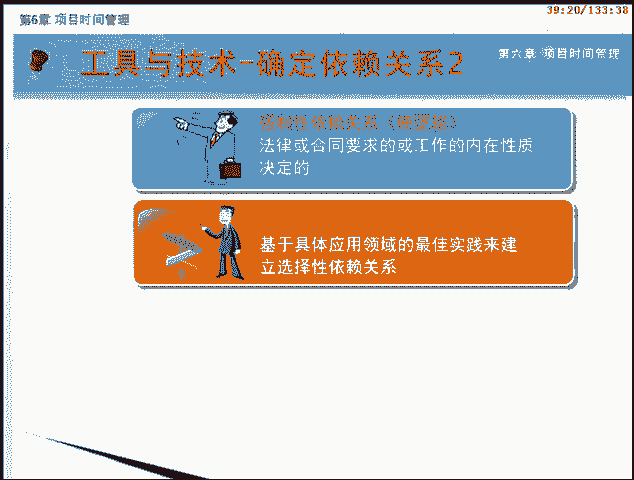 第6章 项目时间管理
39:20/133:38
工具与技术-确定依赖关系2
第六章 项目时间管理
法律或合同要求的或工作的内在性质
决定的
基于具体应用领域的最佳实践来建
立选择性依赖关系